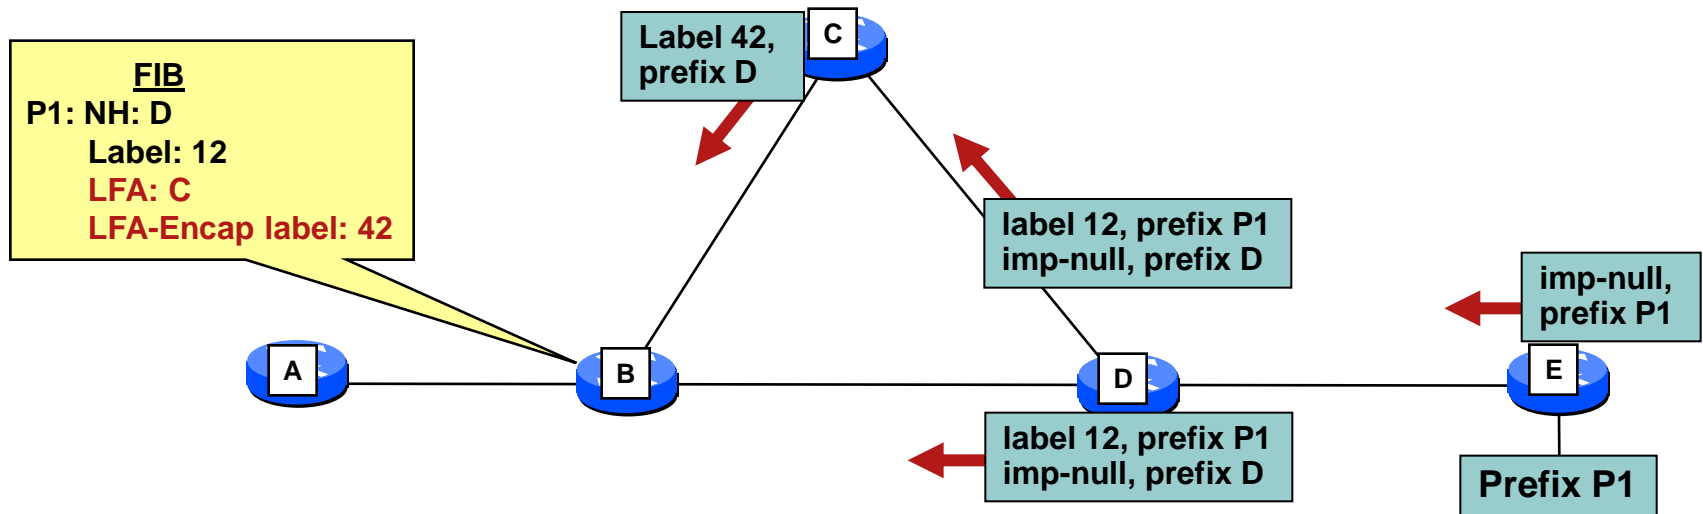 FIB
P1: NH: D
Label: 12
LFA: C
LFA-Encap label: 42
Label 42,
prefix D
C
label 12, prefix P1
imp-null, prefix D
imp-null,
prefix P1
A
B
D
E
label 12, prefix P1
imp-null, prefix D
Prefix P1